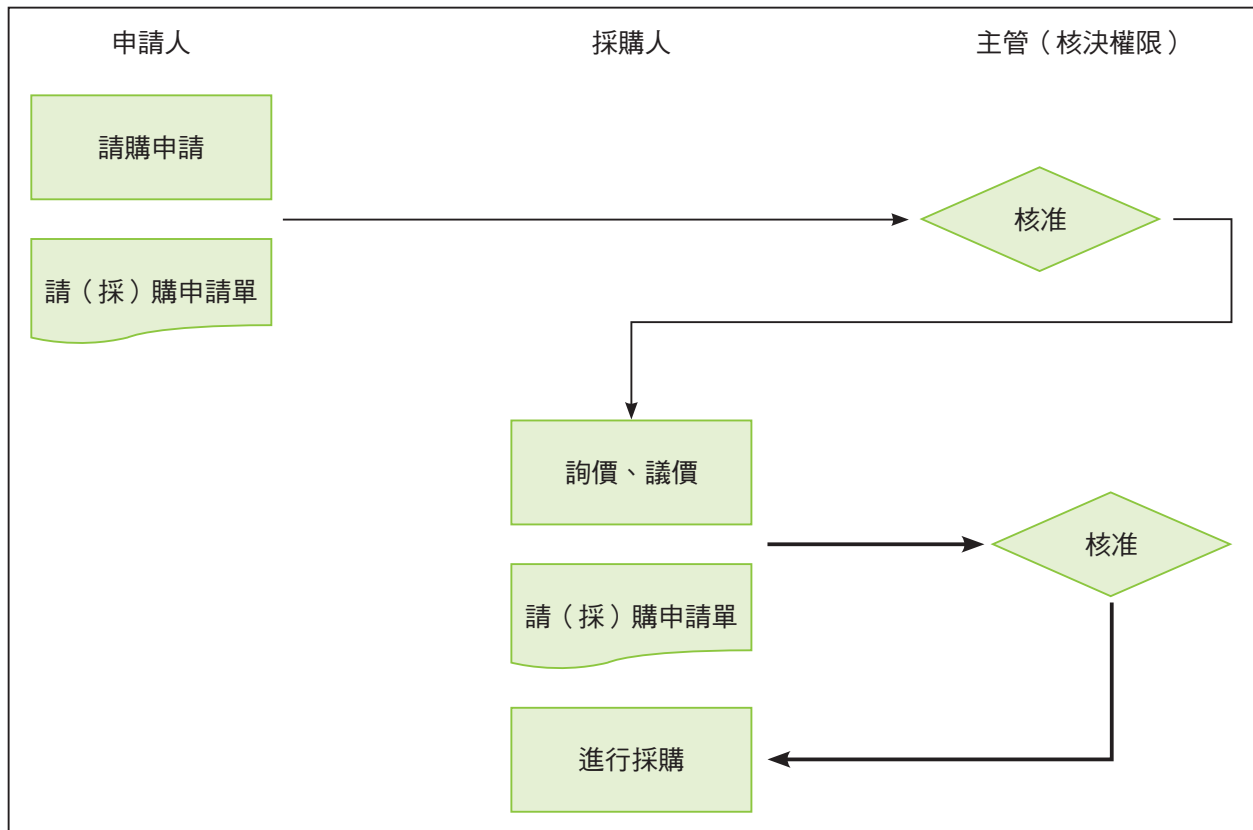 申請人
採購人
主管（核決權限）
請購申請
核准
請（採）購申請單
詢價、議價
核准
請（採）購申請單
進行採購